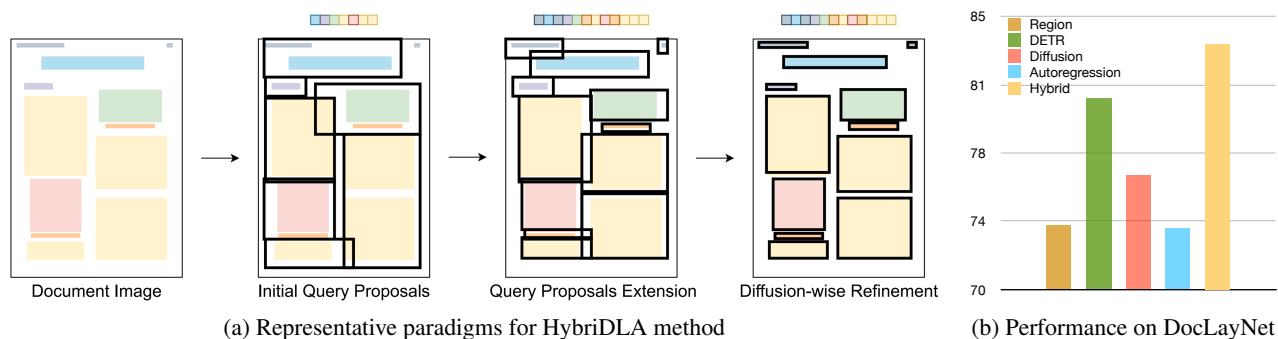 Document Image
Initial Query Proposals
Query Proposals Extension
Diffusion-wise Refinement
(a) Representative paradigms for HybriDLA method
85
81
78
74
70
Region
DETR
Diffusion
Autoregression
Hybrid
(b) Performance on DocLayNet